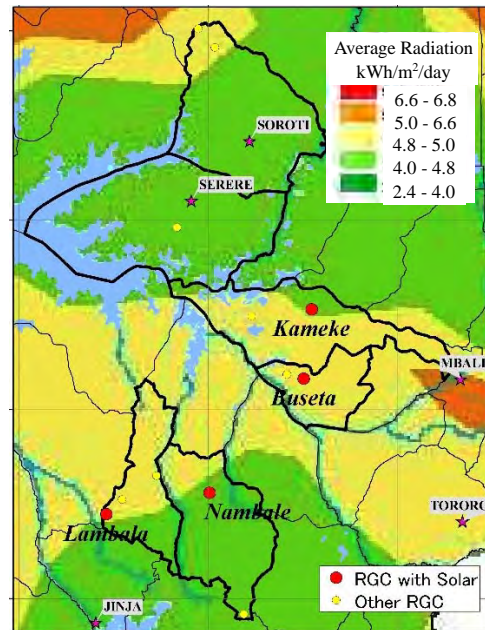 Average Radiation
kWh/m²/day
6.6 - 6.8
5.0 - 6.6
4.8 - 5.0
4.0 - 4.8
2.4 - 4.0
SOROTI
SERERE
Kameke
MBALE
Buseta
Nambale
Lambala
TORORO
RGC with Solar
Other RGC
JINJA